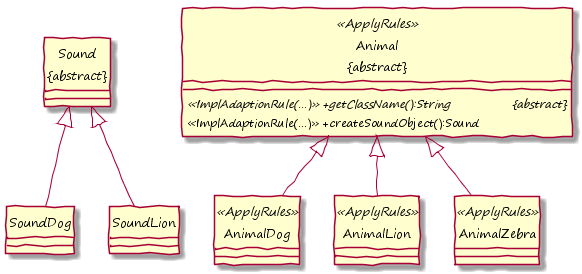 Sound
{abstract}
SoundDog
SoundLion
«ApplyRules»
Animal
{abstract}
«ImplAdaptionRule(...)» +getClassName():String {abstract}
«ImplAdaptionRule(...)» +createSoundObject():Sound
«ApplyRules»
AnimalDog
«ApplyRules»
AnimalLion
«ApplyRules»
AnimalZebra